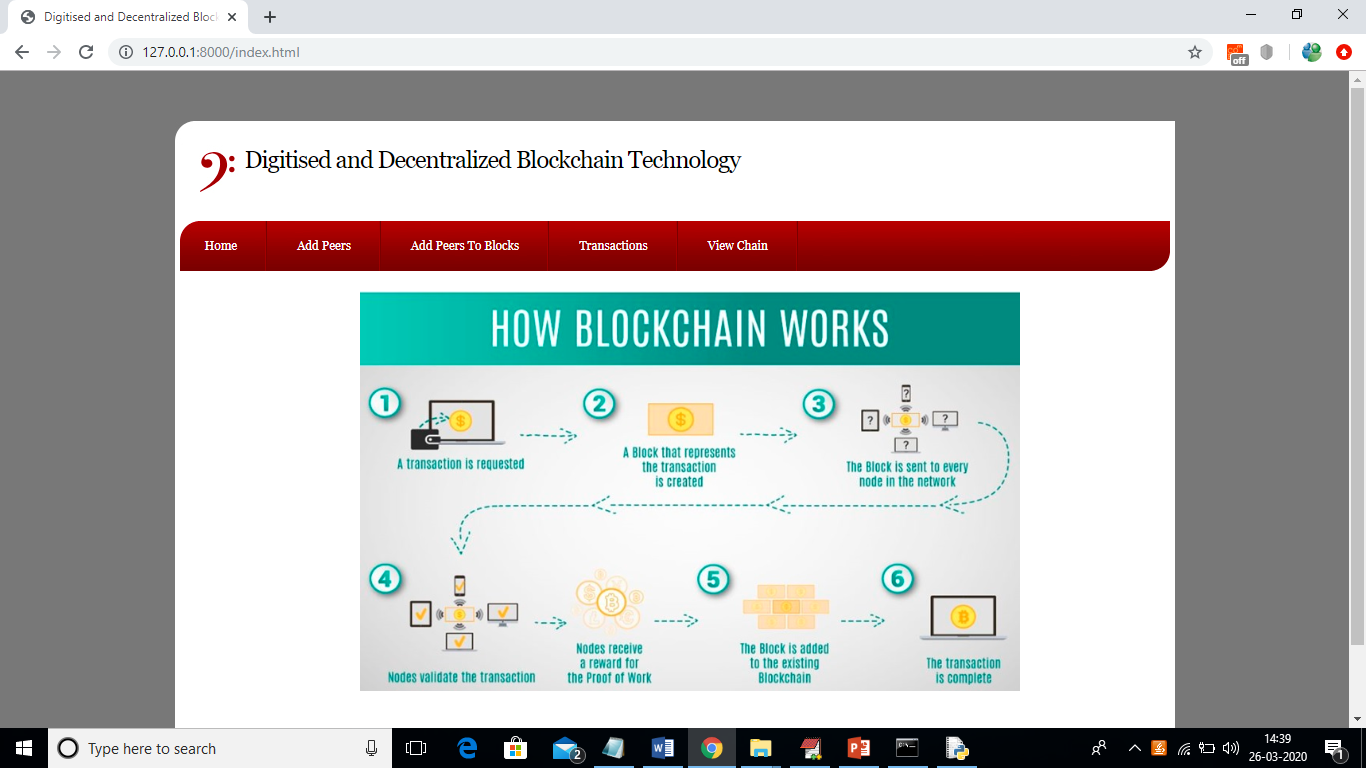 Digitised and Decentralized Bloc
127.0.0.1:8000/index.html
off
Digitised and Decentralized Blockchain Technology
Home Add Peers Add Peers To Blocks Transactions View Chain
HOW BLOCKCHAIN WORKS
1
A transaction is requested
2
A Block that represents
the transaction
is created
3
? ? ? ?
The Block is sent to every
node in the network
4
Nodes validate the transaction
Nodes receive
a reward for
the Proof of Work
5
The Block is added
to the existing
Blockchain
6
The transaction
is complete
Type here to search
2
14:39
26-03-2020
1